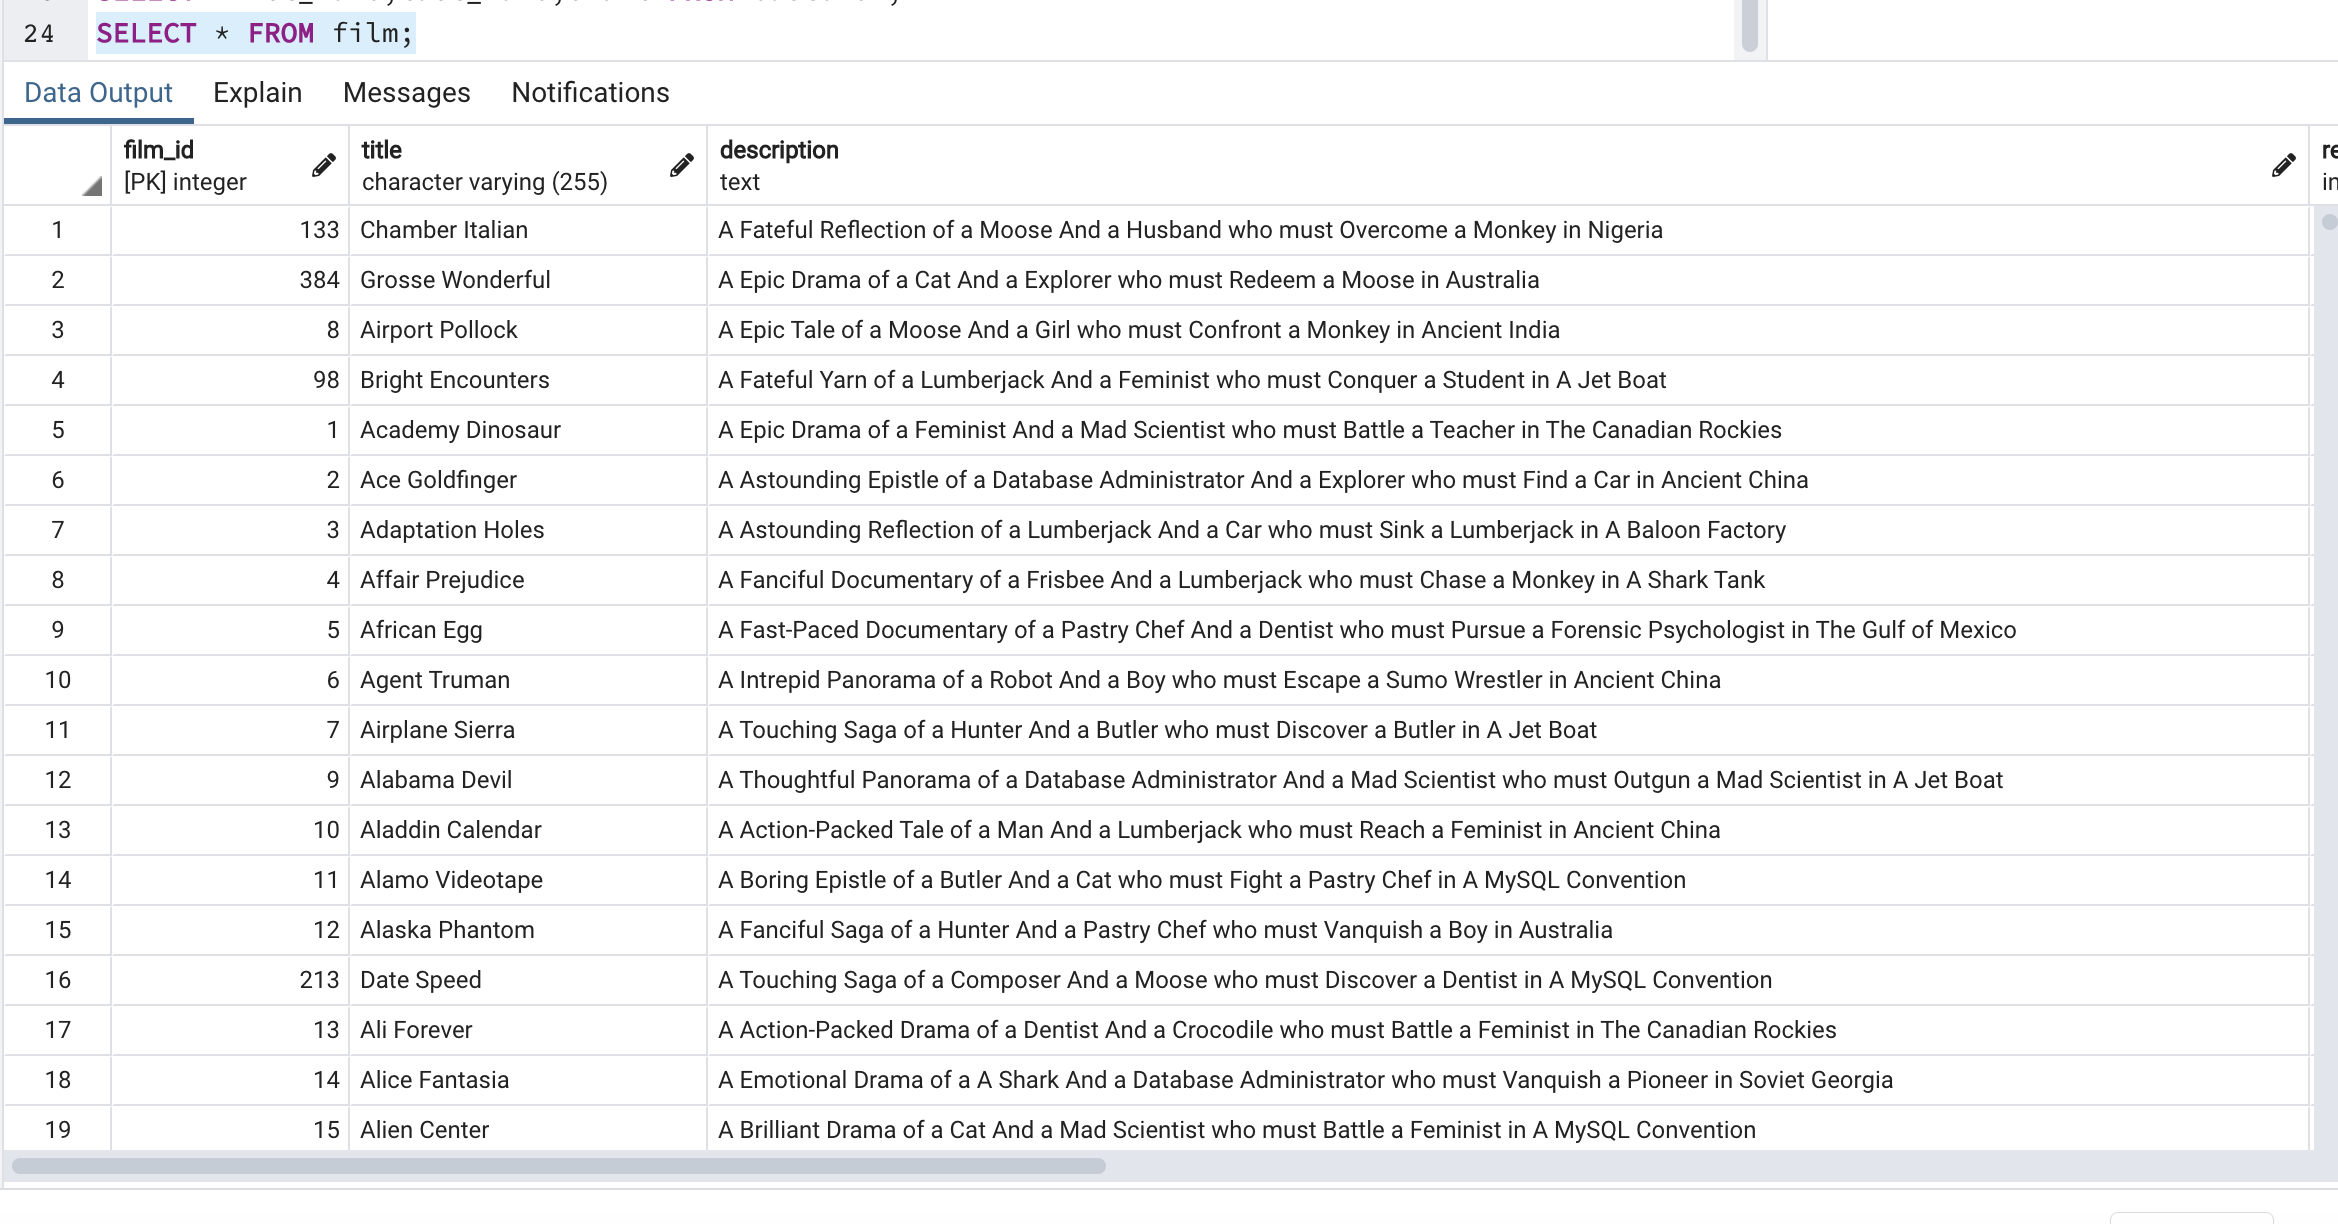 24 SELECT * FROM film;
Data Output Explain Messages Notifications
film_id title description re
[PK] integer character varying (255) text in
1 133 Chamber Italian A Fateful Reflection of a Moose And a Husband who must Overcome a Monkey in Nigeria
2 384 Grosse Wonderful A Epic Drama of a Cat And a Explorer who must Redeem a Moose in Australia
3 8 Airport Pollock A Epic Tale of a Moose And a Girl who must Confront a Monkey in Ancient India
4 98 Bright Encounters A Fateful Yarn of a Lumberjack And a Feminist who must Conquer a Student in A Jet Boat
5 1 Academy Dinosaur A Epic Drama of a Feminist And a Mad Scientist who must Battle a Teacher in The Canadian Rockies
6 2 Ace Goldfinger A Astounding Epistle of a Database Administrator And a Explorer who must Find a Car in Ancient China
7 3 Adaptation Holes A Astounding Reflection of a Lumberjack And a Car who must Sink a Lumberjack in A Baloon Factory
8 4 Affair Prejudice A Fanciful Documentary of a Frisbee And a Lumberjack who must Chase a Monkey in A Shark Tank
9 5 African Egg A Fast-Paced Documentary of a Pastry Chef And a Dentist who must Pursue a Forensic Psychologist in The Gulf of Mexico
10 6 Agent Truman A Intrepid Panorama of a Robot And a Boy who must Escape a Sumo Wrestler in Ancient China
11 7 Airplane Sierra A Touching Saga of a Hunter And a Butler who must Discover a Butler in A Jet Boat
12 9 Alabama Devil A Thoughtful Panorama of a Database Administrator And a Mad Scientist who must Outgun a Mad Scientist in A Jet Boat
13 10 Aladdin Calendar A Action-Packed Tale of a Man And a Lumberjack who must Reach a Feminist in Ancient China
14 11 Alamo Videotape A Boring Epistle of a Butler And a Cat who must Fight a Pastry Chef in A MySQL Convention
15 12 Alaska Phantom A Fanciful Saga of a Hunter And a Pastry Chef who must Vanquish a Boy in Australia
16 213 Date Speed A Touching Saga of a Composer And a Moose who must Discover a Dentist in A MySQL Convention
17 13 Ali Forever A Action-Packed Drama of a Dentist And a Crocodile who must Battle a Feminist in The Canadian Rockies
18 14 Alice Fantasia A Emotional Drama of a A Shark And a Database Administrator who must Vanquish a Pioneer in Soviet Georgia
19 15 Alien Center A Brilliant Drama of a Cat And a Mad Scientist who must Battle a Feminist in A MySQL Convention